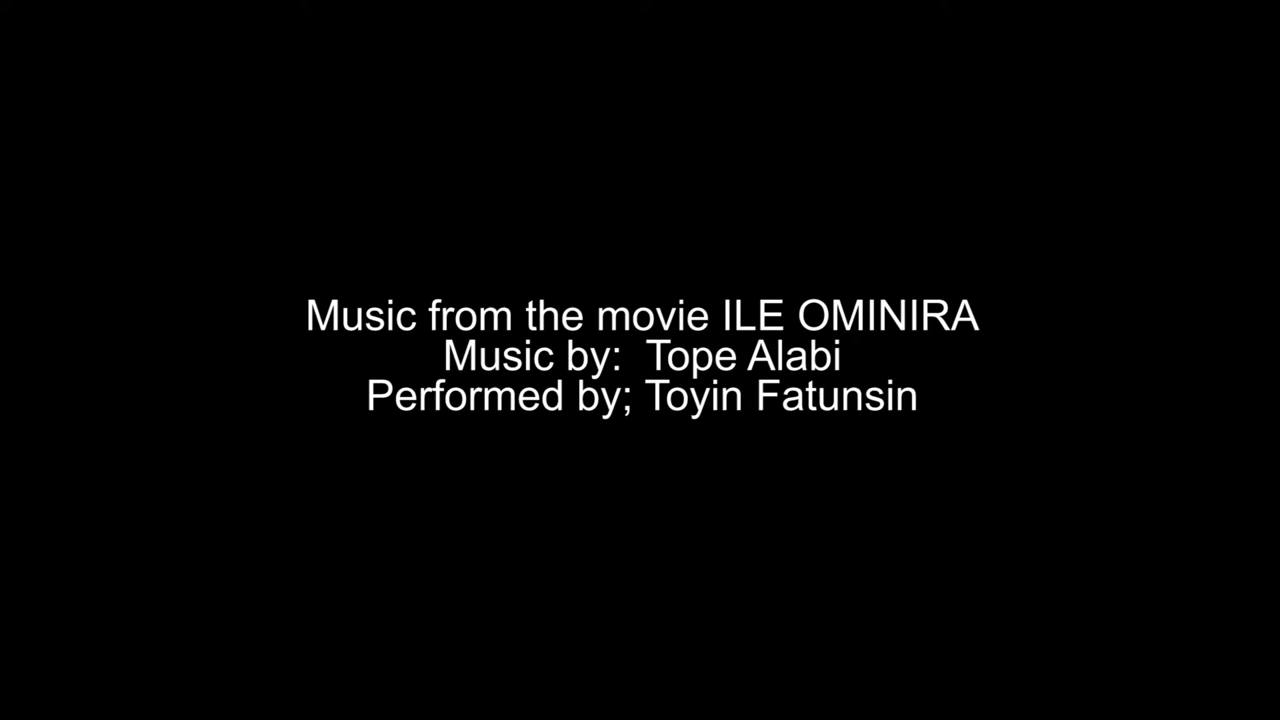 Music from the movie ILE OMINIRA
Music by:  Tope Alabi
Performed by; Toyin Fatunsin